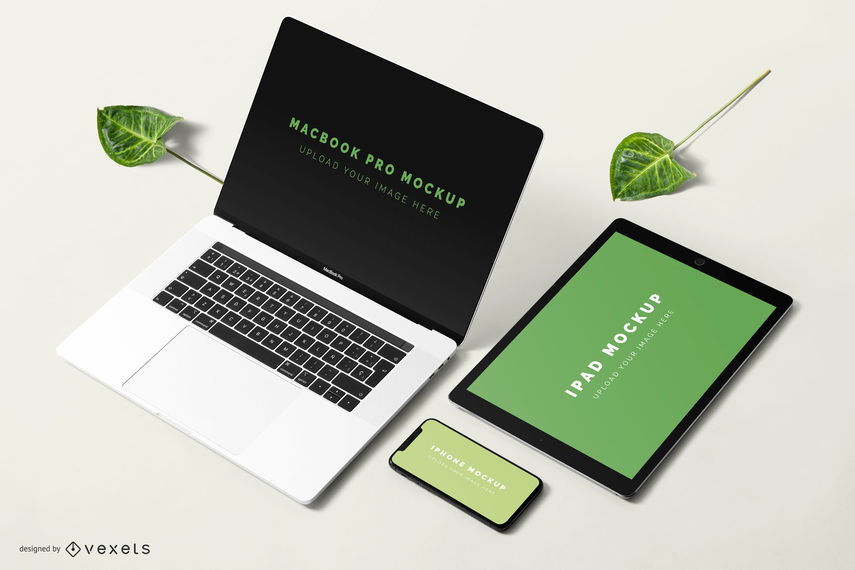 MACBOOK PRO MOCKUP
UPLOAD YOUR IMAGE HERE
MacBook Pro
IPAD MOCKUP
UPLOAD YOUR IMAGE HERE
IPHONE MOCKUP
UPLOAD YOUR IMAGE HERE
designed by vexels